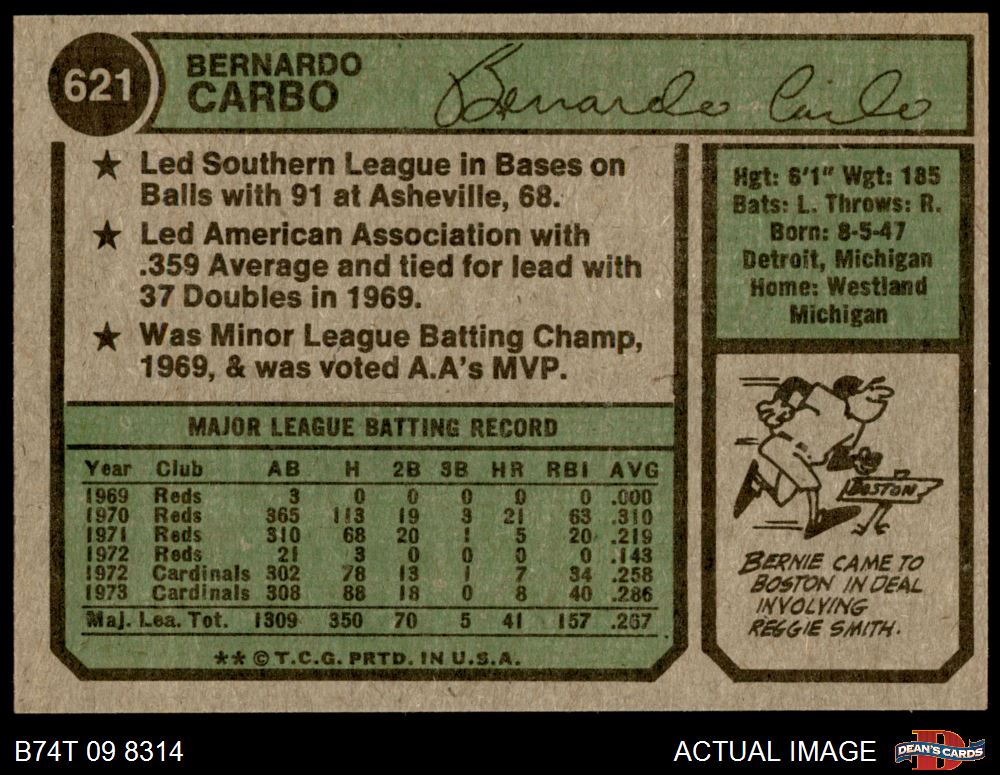 621
BERNARDO
CARBO
Bernardo Carbo
★ Led Southern League in Bases on
Balls with 91 at Asheville, 68.
★ Led American Association with
.359 Average and tied for lead with
37 Doubles in 1969.
★ Was Minor League Batting Champ,
1969, & was voted A.A's MVP.
Hgt: 6'1" Wgt: 185
Bats: L. Throws: R.
Born: 8-5-47
Detroit, Michigan
Home: Westland
Michigan
MAJOR LEAGUE BATTING RECORD
Year Club AB H 2B 3B HR RBI AVG
1969 Reds 3 0 0 0 0 0 .000
1970 Reds 365 113 19 3 21 63 .310
1971 Reds 310 68 20 1 5 20 .219
1972 Reds 21 3 0 0 0 0 .143
1972 Cardinals 302 78 13 1 7 34 .258
1973 Cardinals 308 88 18 0 8 40 .286
Maj. Lea. Tot. 1309 350 70 5 41 157 .267
** © T.C.G. PRTD. IN U.S.A.
BOSTON
BERNIE CAME TO
BOSTON IN DEAL
INVOLVING
REGGIE SMITH.
B74T 09 8314
ACTUAL IMAGE
D
DEAN'S CARDS